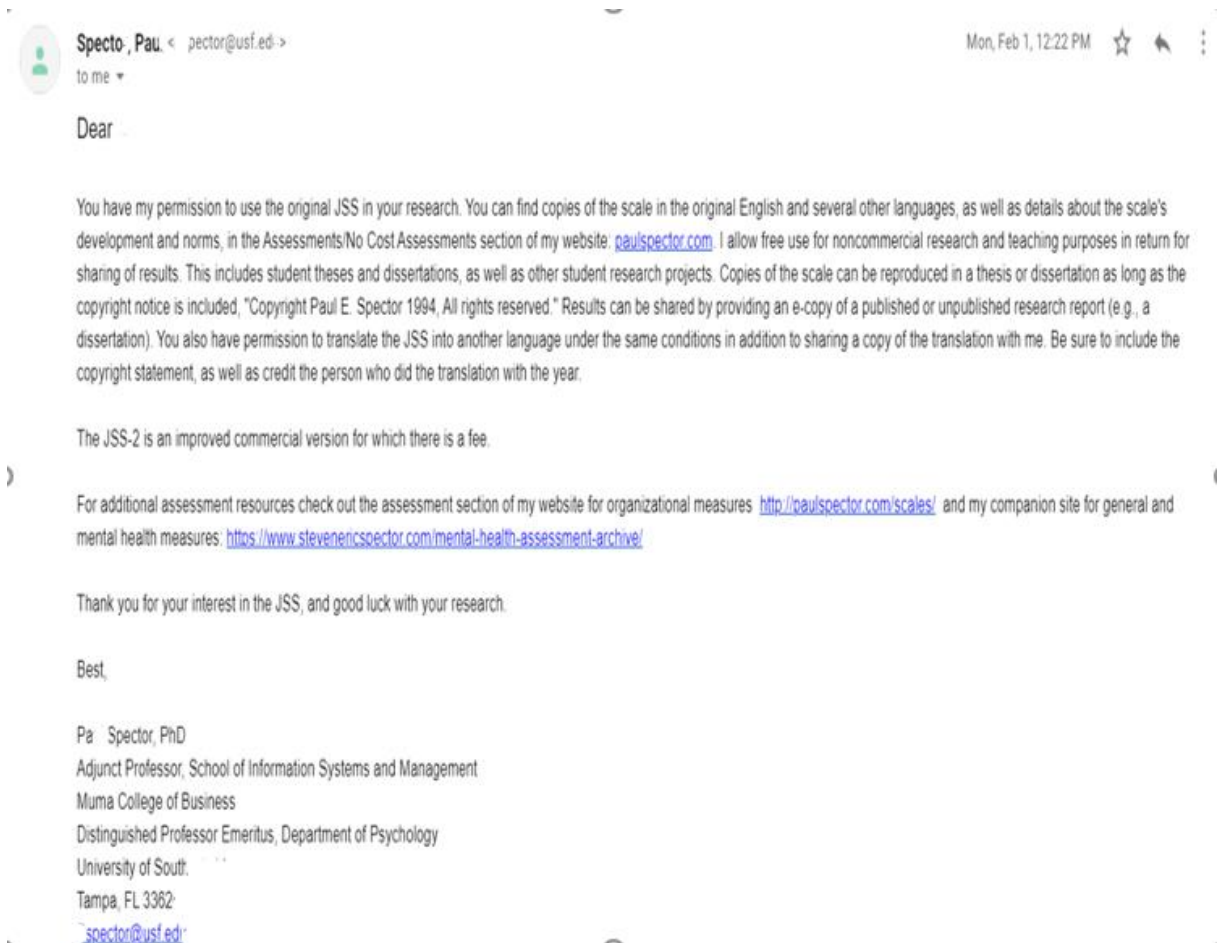 Specto , Pau. < pector@usf.ed >
Mon, Feb 1, 12:22 PM
to me
Dear
You have my permission to use the original JSS in your research. You can find copies of the scale in the original English and several other languages, as well as details about the scale's
development and norms, in the Assessments/No Cost Assessments section of my website: paulspector.com. I allow free use for noncommercial research and teaching purposes in return for
sharing of results. This includes student theses and dissertations, as well as other student research projects. Copies of the scale can be reproduced in a thesis or dissertation as long as the
copyright notice is included, "Copyright Paul E. Spector 1994, All rights reserved." Results can be shared by providing an e-copy of a published or unpublished research report (e.g., a
dissertation). You also have permission to translate the JSS into another language under the same conditions in addition to sharing a copy of the translation with me. Be sure to include the
copyright statement, as well as credit the person who did the translation with the year.
The JSS-2 is an improved commercial version for which there is a fee.
For additional assessment resources check out the assessment section of my website for organizational measures http://paulspector.com/scales/ and my companion site for general and
mental health measures: https://www.stevenericspector.com/mental-health-assessment-archive/
Thank you for your interest in the JSS, and good luck with your research.
Best,
Pa Spector, PhD
Adjunct Professor, School of Information Systems and Management
Muma College of Business
Distinguished Professor Emeritus, Department of Psychology
University of Sout
Tampa, FL 3362
spector@usf.ed